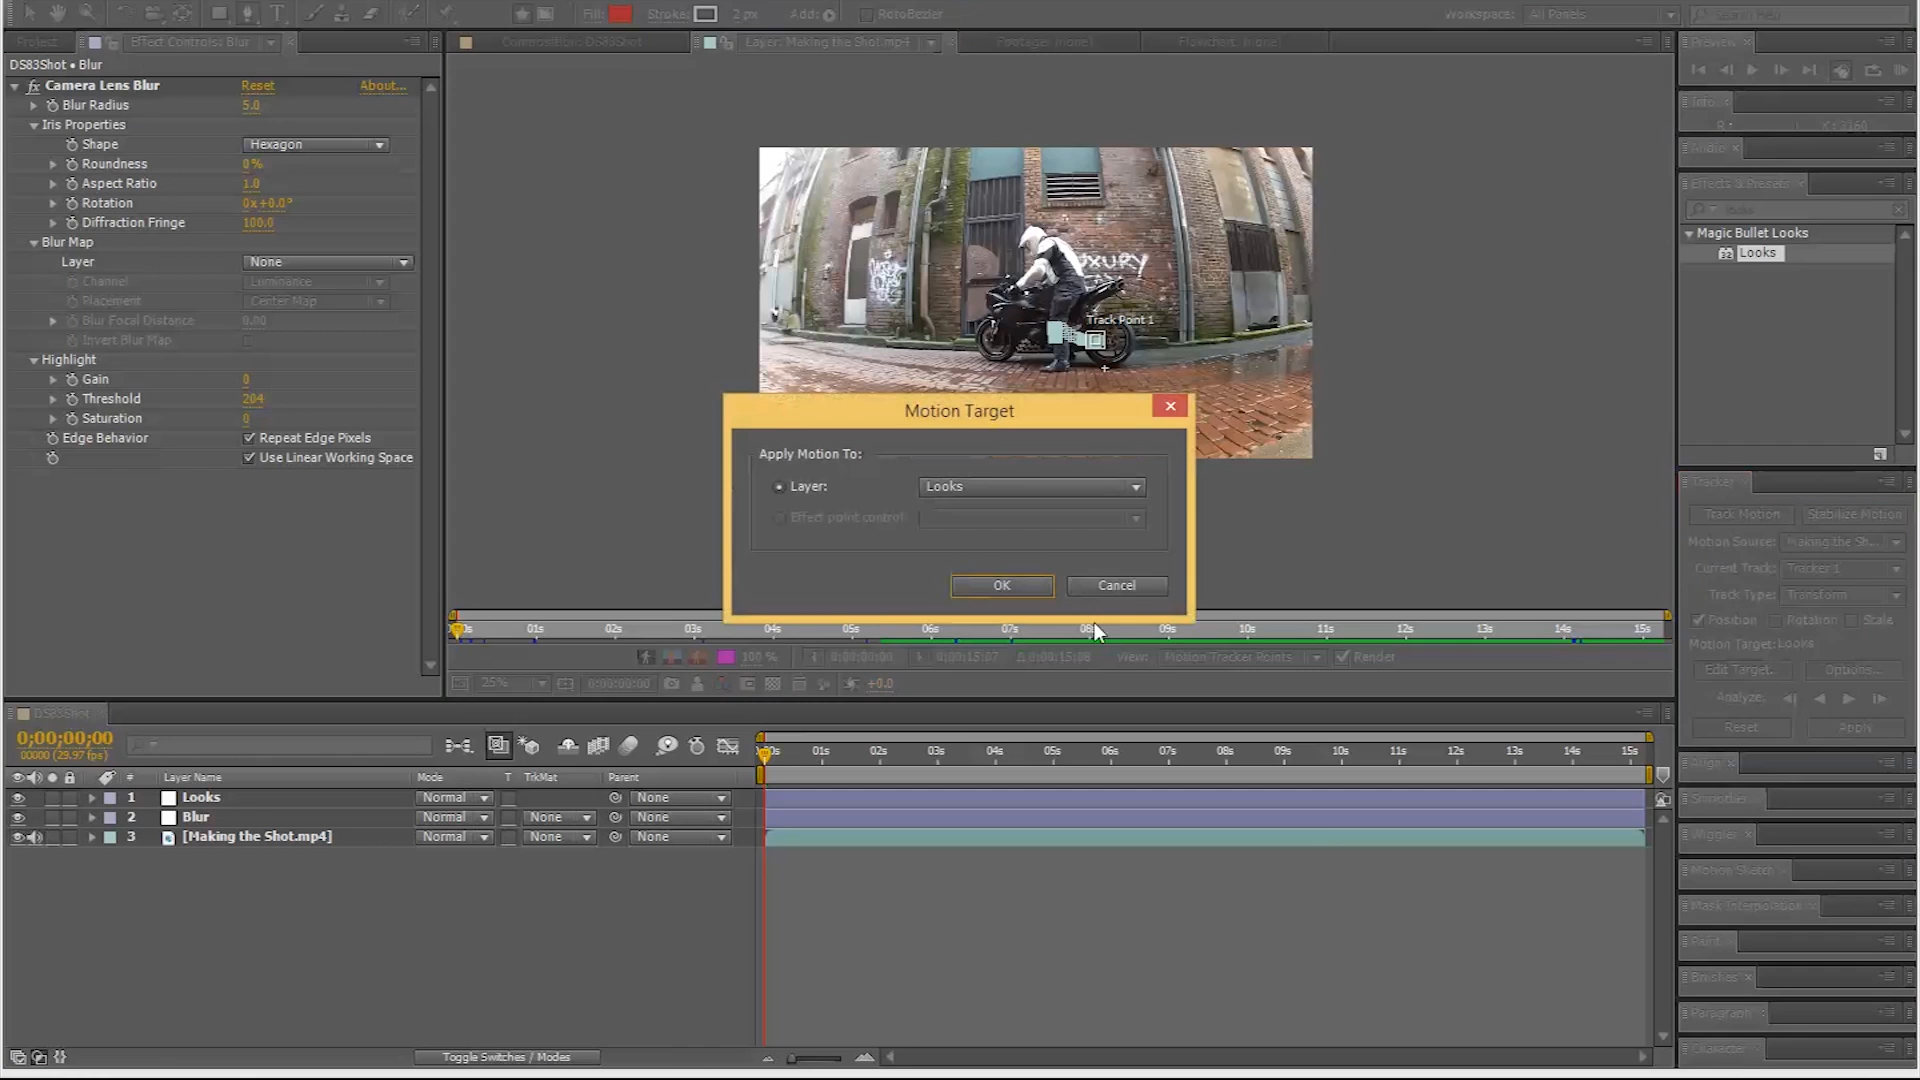 Fill:
Stroke:
2 px
Add:
RotoBezier
Workspace:
All Panels
Search Help
Project
Effect Controls: Blur
Composition: DS83Shot
Layer: Making the Shot.mp4
Footage: (none)
Flowchart: (none)
Preview
DS83Shot • Blur
Camera Lens Blur
Reset
About...
Blur Radius
5.0
Iris Properties
Shape
Hexagon
Roundness
0 %
Aspect Ratio
1.0
Rotation
0x+0.0°
Diffraction Fringe
100.0
Blur Map
Layer
None
Channel
Luminance
Placement
Center Map
Blur Focal Distance
0.00
Invert Blur Map
Highlight
Gain
0
Threshold
204
Saturation
0
Edge Behavior
Repeat Edge Pixels
Use Linear Working Space
Track Point 1
Motion Target
Apply Motion To:
Layer:
Looks
Effect point control:
OK
Cancel
01s
02s
03s
04s
05s
06s
07s
08s
09s
10s
11s
12s
13s
14s
15s
100 %
0:00:00:00
0:00:15:07
Δ 0:00:15:08
View:
Motion Tracker Points
Render
25%
0:00:00:00
+0.0
Info
R:
X: 3360
Audio
Effects & Presets
looks
Magic Bullet Looks
32
Looks
Tracker
Track Motion
Stabilize Motion
Motion Source:
Making the Sh...
Current Track:
Tracker 1
Track Type:
Transform
Position
Rotation
Scale
Motion Target: Looks
Edit Target...
Options...
Analyze:
Reset
Apply
Align
Smoother
Wiggler
Motion Sketch
Mask Interpolation
Paint
Brushes
Paragraph
Character
DS83Shot
0;00;00;00
00000 (29.97 fps)
01s
02s
03s
04s
05s
06s
07s
08s
09s
10s
11s
12s
13s
14s
15s
#
Layer Name
Mode
T
TrkMat
Parent
1
Looks
Normal
None
2
Blur
Normal
None
None
3
[Making the Shot.mp4]
Normal
None
None
Toggle Switches / Modes